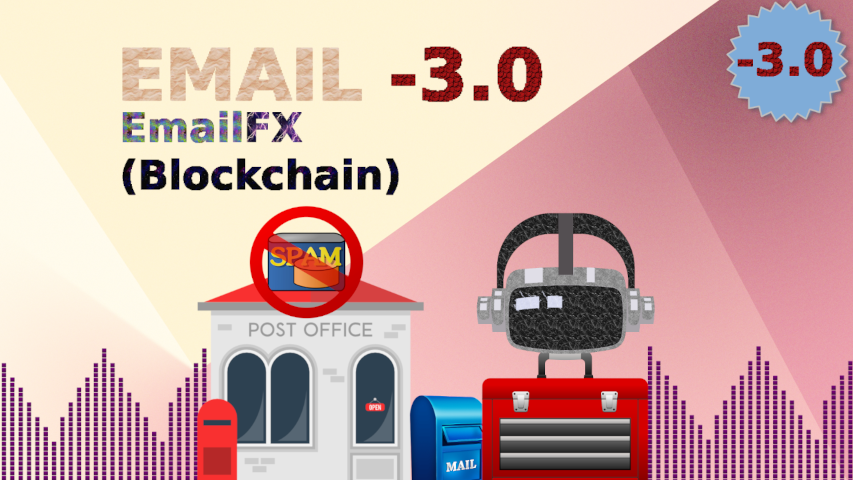 EMAIL -3.0
-3.0
EmailFX
(Blockchain)
SPAM
POST OFFICE
OPEN
MAIL